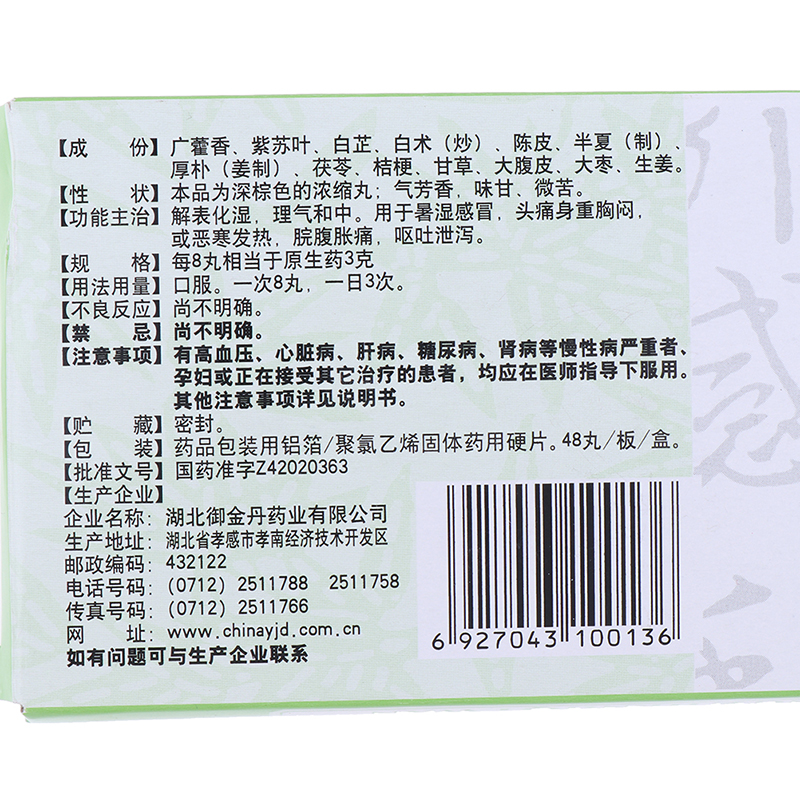 【成　份】广藿香、紫苏叶、白芷、白术（炒）、陈皮、半夏（制）、
厚朴（姜制）、茯苓、桔梗、甘草、大腹皮、大枣、生姜。
【性　状】本品为深棕色的浓缩丸；气芳香，味甘、微苦。
【功能主治】解表化湿，理气和中。用于暑湿感冒，头痛身重胸闷，
或恶寒发热，脘腹胀痛，呕吐泄泻。
【规　格】每8丸相当于原生药3克
【用法用量】口服。一次8丸，一日3次。
【不良反应】尚不明确。
【禁　忌】尚不明确。
【注意事项】有高血压、心脏病、肝病、糖尿病、肾病等慢性病严重者、
孕妇或正在接受其它治疗的患者，均应在医师指导下服用。
其他注意事项详见说明书。
【贮　藏】密封。
【包　装】药品包装用铝箔/聚氯乙烯固体药用硬片。48丸/板/盒。
【批准文号】国药准字Z42020363
【生产企业】
企业名称：湖北御金丹药业有限公司
生产地址：湖北省孝感市孝南经济技术开发区
邮政编码：432122
电话号码：(0712) 2511788　2511758
传真号码：(0712) 2511766
网　址：www.chinayjd.com.cn
如有问题可与生产企业联系
6 927043 100136
感